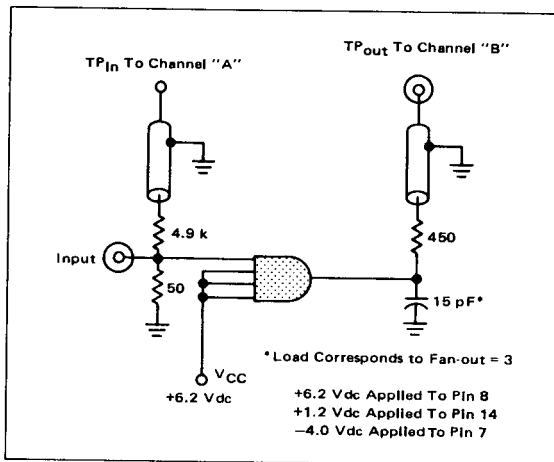 TPIn To Channel "A"
TPout To Channel "B"
4.9 k
450
Input
50
15 pF*
VCC
+6.2 Vdc
*Load Corresponds to Fan-out = 3
+6.2 Vdc Applied To Pin 8
+1.2 Vdc Applied To Pin 14
−4.0 Vdc Applied To Pin 7